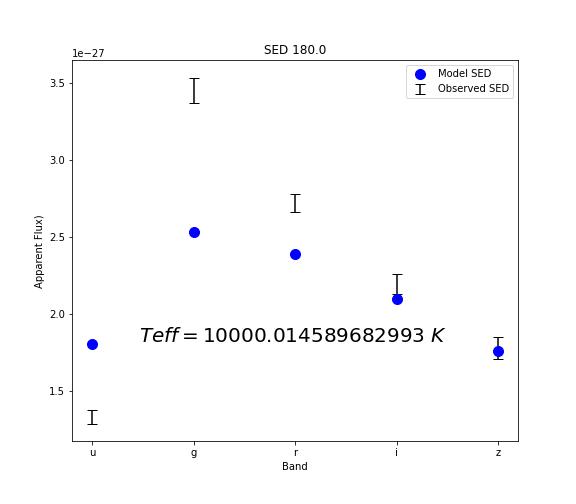 SED 180.0
1e−27
Model SED
Observed SED
3.5
3.0
2.5
2.0
1.5
Apparent Flux)
Teff = 10000.014589682993 K
u g r i z
Band